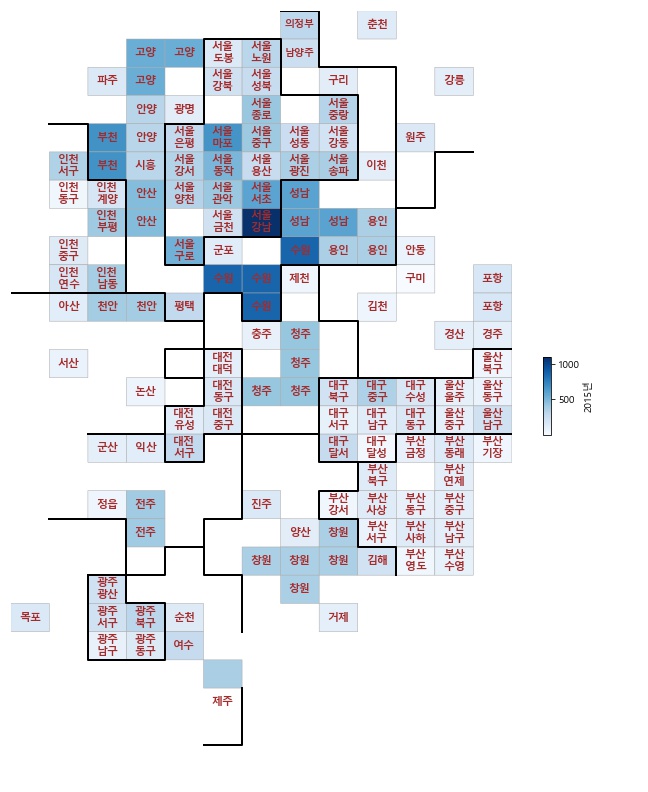 의정부
춘천
고양
고양
서울
도봉
서울
노원
남양주
파주
고양
서울
강북
서울
성북
구리
강릉
안양
광명
서울
종로
서울
중랑
부천
안양
서울
은평
서울
마포
서울
중구
서울
성동
서울
강동
원주
인천
서구
부천
시흥
서울
강서
서울
동작
서울
용산
서울
광진
서울
송파
이천
인천
동구
인천
계양
안산
서울
양천
서울
관악
서울
서초
성남
인천
부평
안산
서울
금천
서울
강남
성남
성남
용인
인천
중구
서울
구로
군포
수원
용인
용인
안동
인천
연수
인천
남동
수원
수원
제천
구미
포항
아산
천안
천안
평택
수원
김천
포항
충주
청주
경산
경주
서산
대전
대덕
청주
울산
북구
논산
대전
동구
청주
청주
대구
북구
대구
중구
대구
수성
울산
울주
울산
동구
대전
유성
대전
중구
대구
서구
대구
남구
대구
동구
울산
중구
울산
남구
군산
익산
대전
서구
대구
달서
대구
달성
부산
금정
부산
동래
부산
기장
부산
북구
부산
연제
정읍
전주
진주
부산
강서
부산
사상
부산
동구
부산
중구
전주
양산
창원
부산
서구
부산
사하
부산
남구
창원
창원
창원
김해
부산
영도
부산
수영
광주
광산
창원
목포
광주
서구
광주
북구
순천
거제
광주
남구
광주
동구
여수
제주
1000
500
2015년